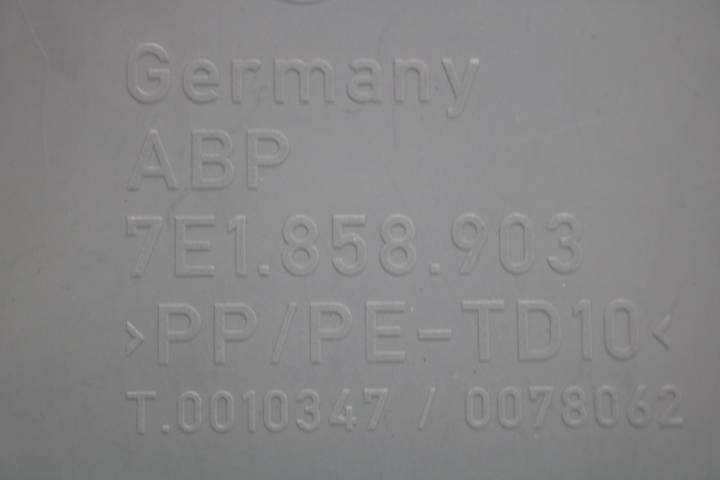 Germany
ABP
7E1.858.903
>PP/PE-TD10<
T.0010347 / 0078062